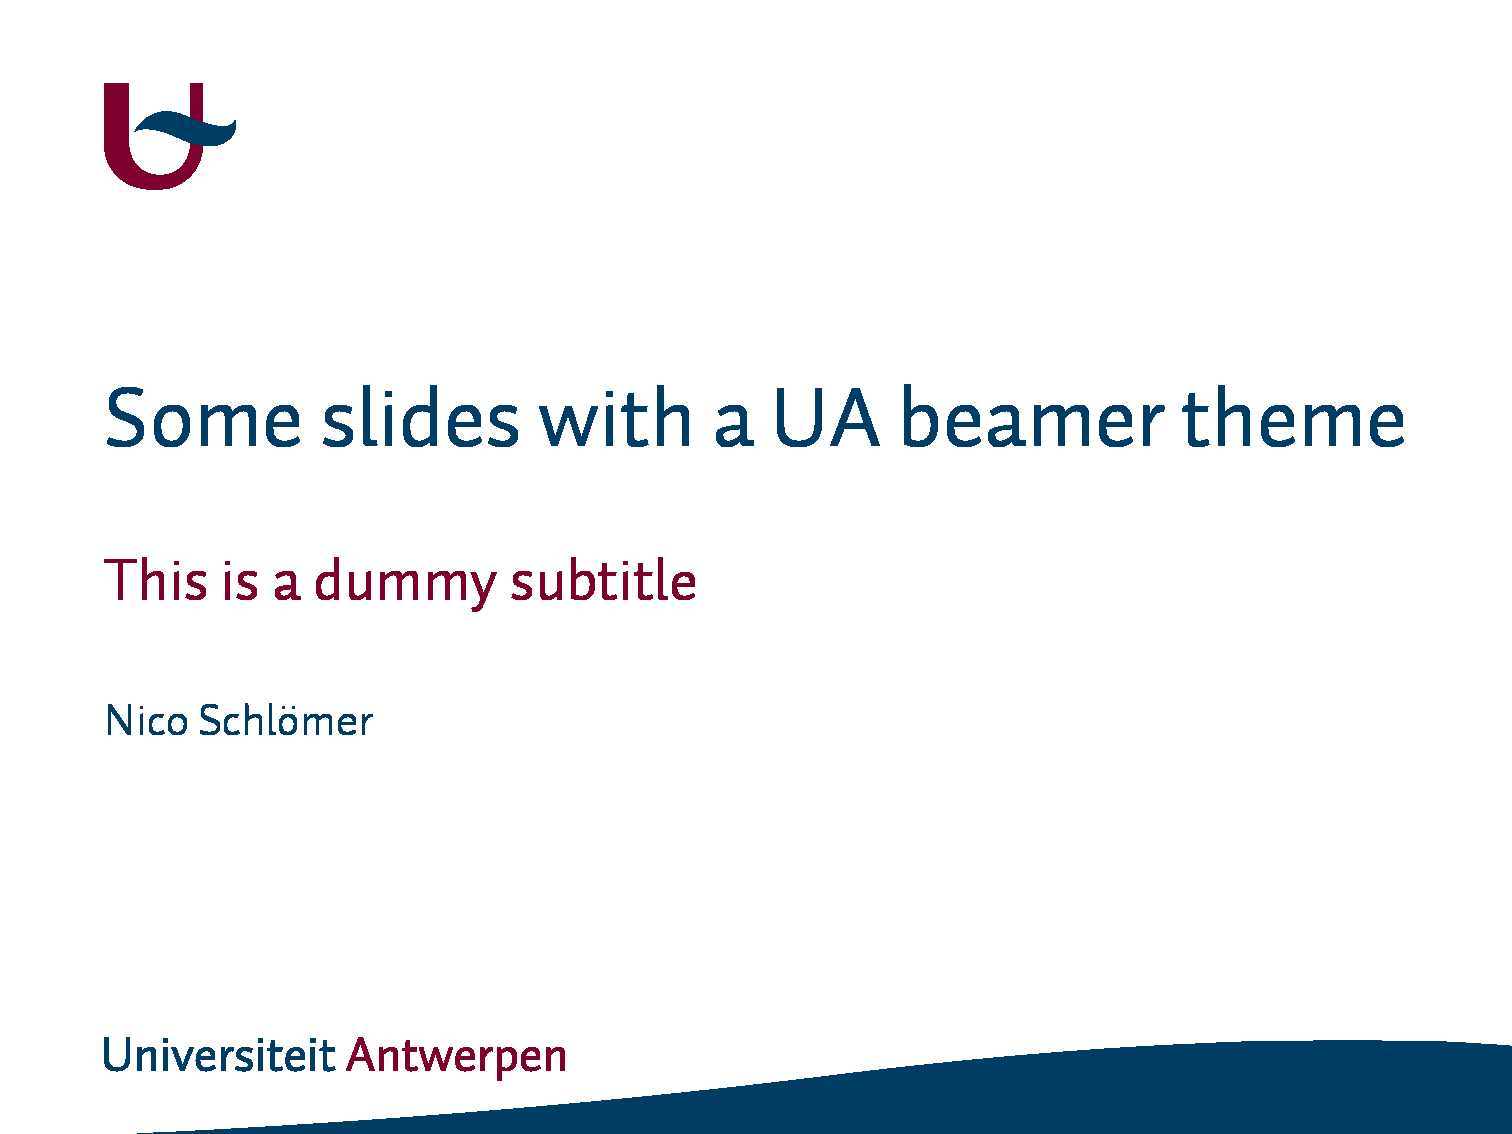 Some slides with a UA beamer theme
This is a dummy subtitle
Nico Schlömer
Universiteit Antwerpen